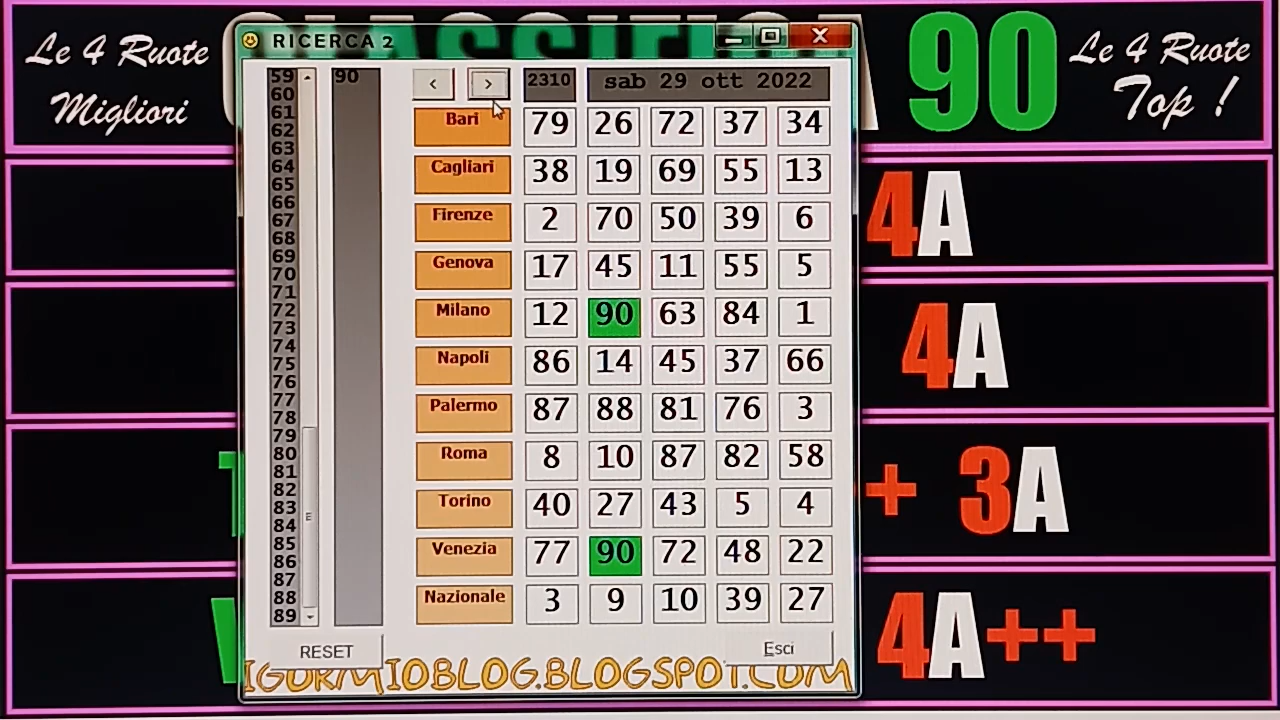 Le 4 Ruote
Migliori
90
Le 4 Ruote
Top !
RICERCA 2
59
60
61
62
63
64
65
66
67
68
69
70
71
72
73
74
75
76
77
78
79
80
81
82
83
84
85
86
87
88
89
90
< > 2310 sab 29 ott 2022
Bari 79 26 72 37 34
Cagliari 38 19 69 55 13
Firenze 2 70 50 39 6
Genova 17 45 11 55 5
Milano 12 90 63 84 1
Napoli 86 14 45 37 66
Palermo 87 88 81 76 3
Roma 8 10 87 82 58
Torino 40 27 43 5 4
Venezia 77 90 72 48 22
Nazionale 3 9 10 39 27
RESET
Esci
IGORMIOBLOG.BLOGSPOT.COM
4A
4A
+ 3A
4A++